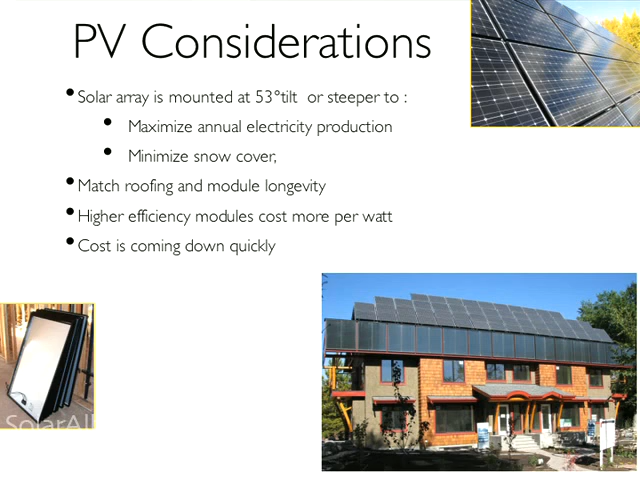 PV Considerations
• Solar array is mounted at 53°tilt  or steeper to :
• Maximize annual electricity production
• Minimize snow cover,
• Match roofing and module longevity
• Higher efficiency modules cost more per watt
• Cost is coming down quickly
SolarAl